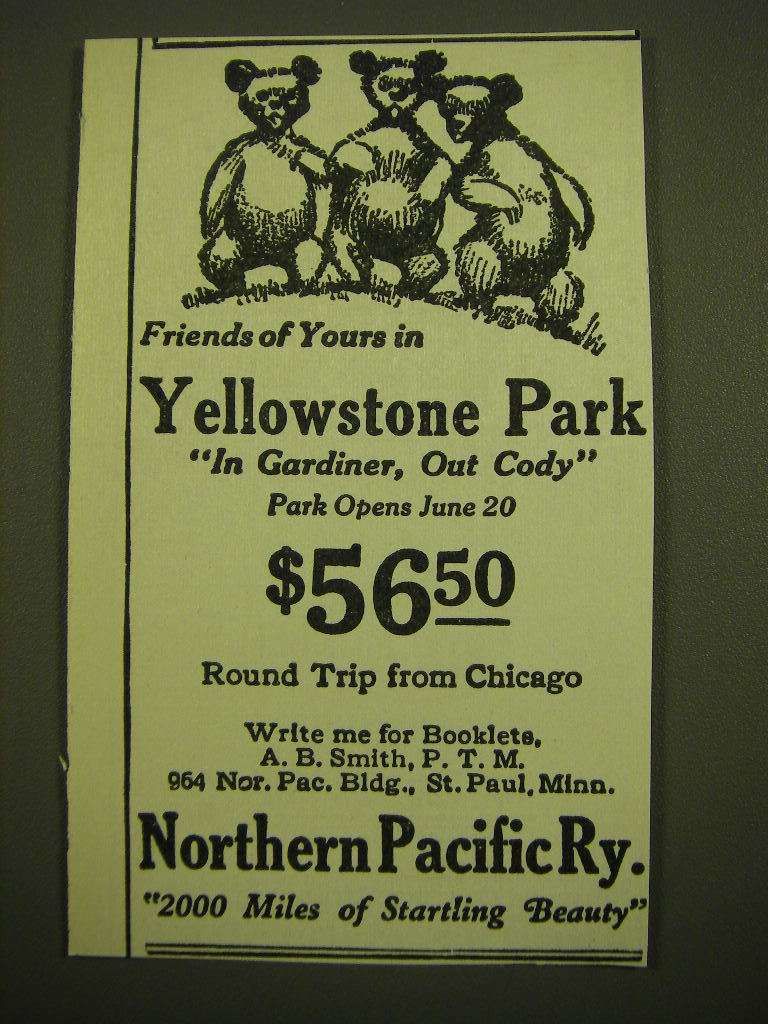 Friends of Yours in
Yellowstone Park
"In Gardiner, Out Cody"
Park Opens June 20
$56 50
Round Trip from Chicago
Write me for Booklets,
A. B. Smith, P. T. M.
964 Nor. Pac. Bldg., St. Paul, Minn.
Northern Pacific Ry.
"2000 Miles of Startling Beauty"